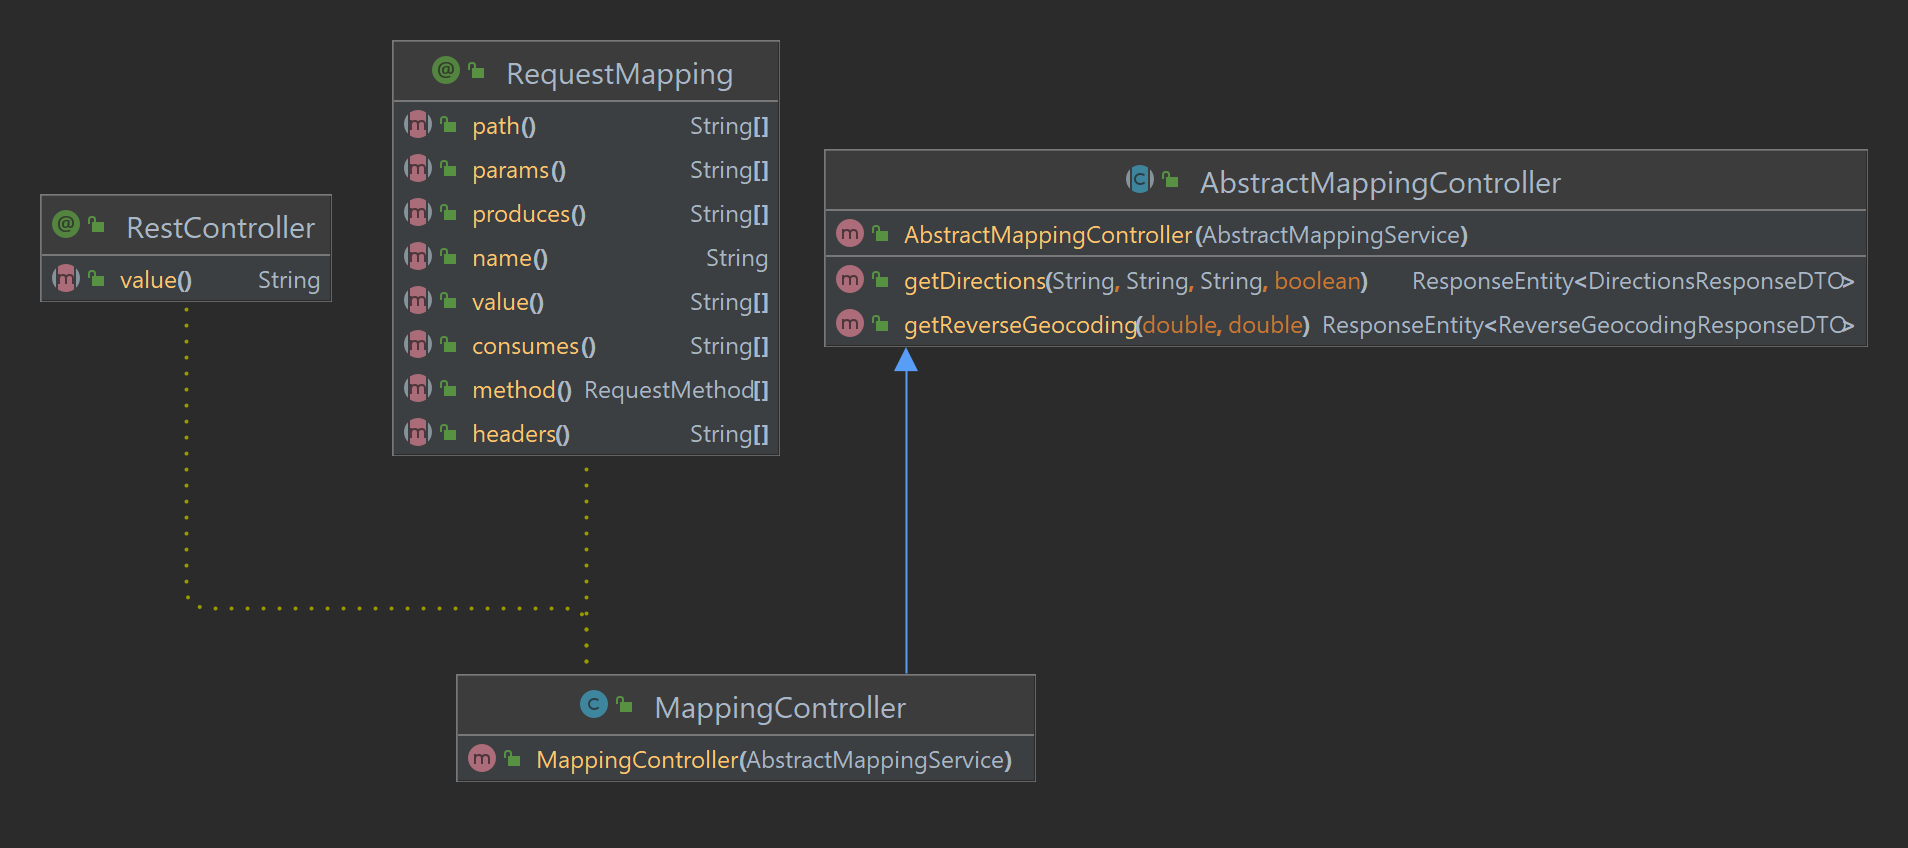 RestController
value() String
RequestMapping
path() String[]
params() String[]
produces() String[]
name() String
value() String[]
consumes() String[]
method() RequestMethod[]
headers() String[]
AbstractMappingController
AbstractMappingController(AbstractMappingService)
getDirections(String, String, String, boolean) ResponseEntity<DirectionsResponseDTO>
getReverseGeocoding(double, double) ResponseEntity<ReverseGeocodingResponseDTO>
MappingController
MappingController(AbstractMappingService)